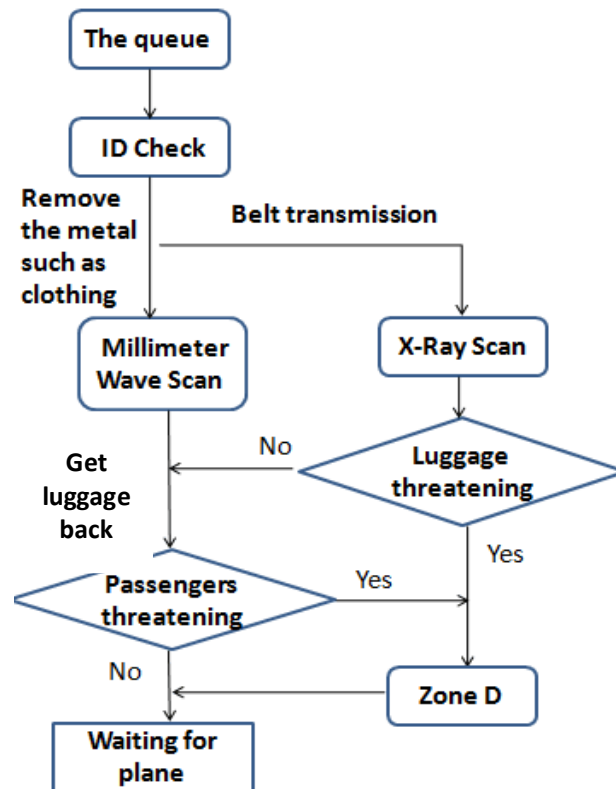 The queue
ID Check
Remove
the metal
such as
clothing
Belt transmission
Millimeter
Wave Scan
X-Ray Scan
No
Luggage
threatening
Get
luggage
back
Yes
Passengers
threatening
Yes
No
Zone D
Waiting for
plane